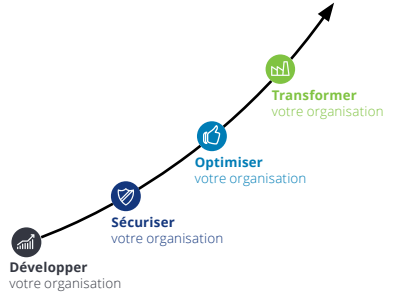 Transformer
votre organisation
Optimiser
votre organisation
Sécuriser
votre organisation
Développer
votre organisation